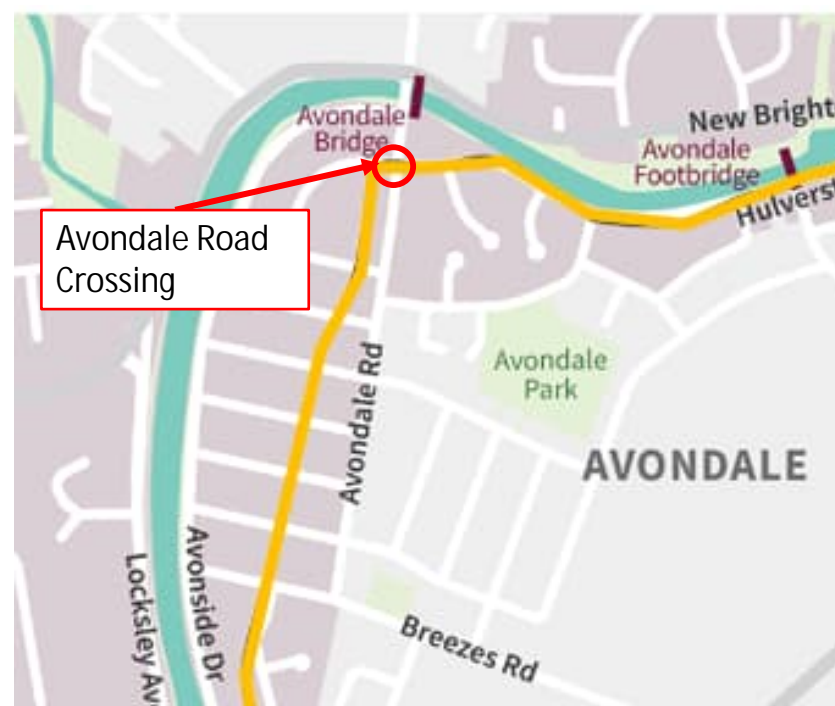 Avondale
Bridge
New Bright
Avondale
Footbridge
Hulverst
Avondale Road
Crossing
Avondale Rd
Avondale
Park
AVONDALE
Avonside Dr
Locksley Av
Breezes Rd